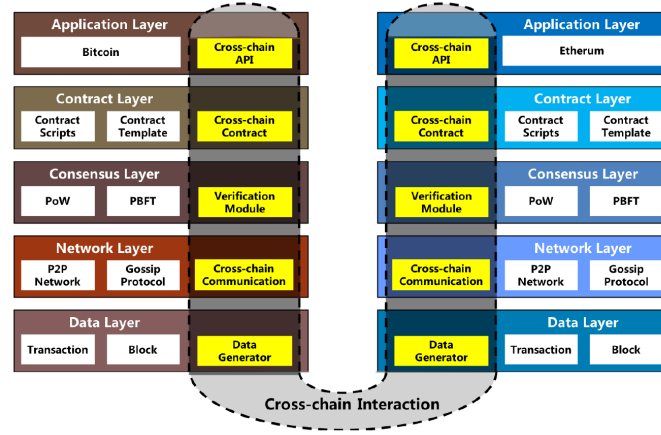 Application Layer
Bitcoin
Cross-chain
API
Contract Layer
Contract
Scripts
Contract
Template
Cross-chain
Contract
Consensus Layer
PoW
PBFT
Verification
Module
Network Layer
P2P
Network
Gossip
Protocol
Cross-chain
Communication
Data Layer
Transaction
Block
Data
Generator
Application Layer
Cross-chain
API
Etherum
Contract Layer
Cross-chain
Contract
Contract
Scripts
Contract
Template
Consensus Layer
Verification
Module
PoW
PBFT
Network Layer
Cross-chain
Communication
P2P
Network
Gossip
Protocol
Data Layer
Data
Generator
Transaction
Block
Cross-chain Interaction